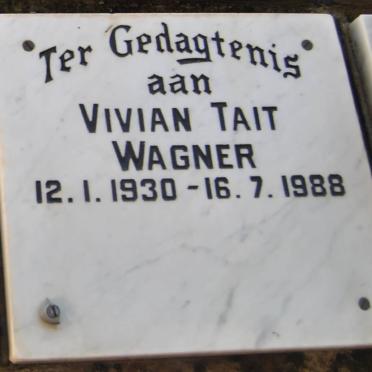 Ter Gedagtenis
aan
VIVIAN TAIT
WAGNER
12.1.1930 - 16.7.1988